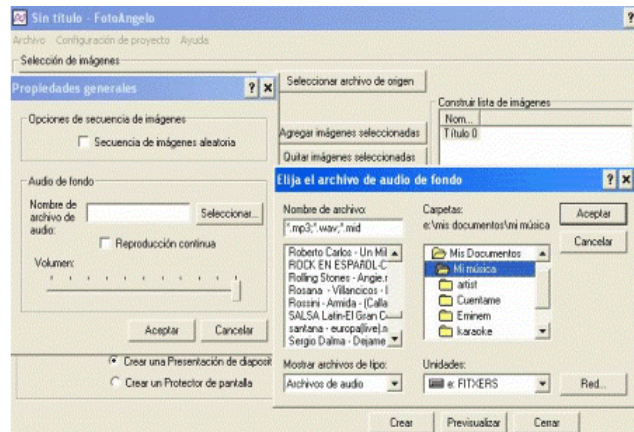 Sin título - FotoAngelo
Archivo Configuración de proyecto Ayuda
Selección de imágenes
Seleccionar archivo de origen
Construir lista de imágenes
Nom...
Título 0
Agregar imágenes seleccionadas
Quitar imágenes seleccionadas
Propiedades generales
Opciones de secuencia de imágenes
Secuencia de imágenes aleatoria
Audio de fondo
Nombre de
archivo de
audio:
Seleccionar...
Reproducción continua
Volumen:
Aceptar Cancelar
Crear una Presentación de diaposit
Crear un Protector de pantalla
Elija el archivo de audio de fondo
Nombre de archivo:
*.mp3;*.wav;*.mid
Roberto Carlos - Un Mil
ROCK EN ESPAÑOL-C
Rolling Stones - Angie.r
Rosana - Villancicos - l
Rossini - Armida - (Calla
SALSA Latin-El Gran C
santana - europa(live).n
Sergio Dalma - Dejame
Mostrar archivos de tipo:
Archivos de audio
Carpetas:
e:\mis documentos\mi música
Mis Documentos
Mi música
artist
Cuentame
Eminem
karaoke
Unidades:
e: FITXERS
Aceptar
Cancelar
Red...
Crear Previsualizar Cerrar